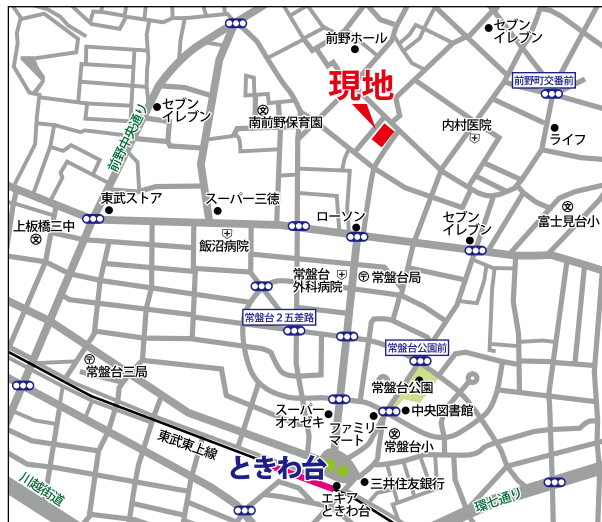 前野ホール
セブン
イレブン
現地
前野町交番前
セブン
イレブン
南前野保育園
内村医院
ライフ
前野中央通り
東武ストア
スーパー三徳
ローソン
セブン
イレブン
富士見台小
上板橋三中
飯沼病院
常盤台
外科病院
常盤台局
常盤台2五差路
常盤台公園前
常盤台三局
常盤台公園
スーパー
オオゼキ
ファミリー
マート
中央図書館
常盤台小
東武東上線
ときわ台
三井住友銀行
エキア
ときわ台
川越街道
環七通り